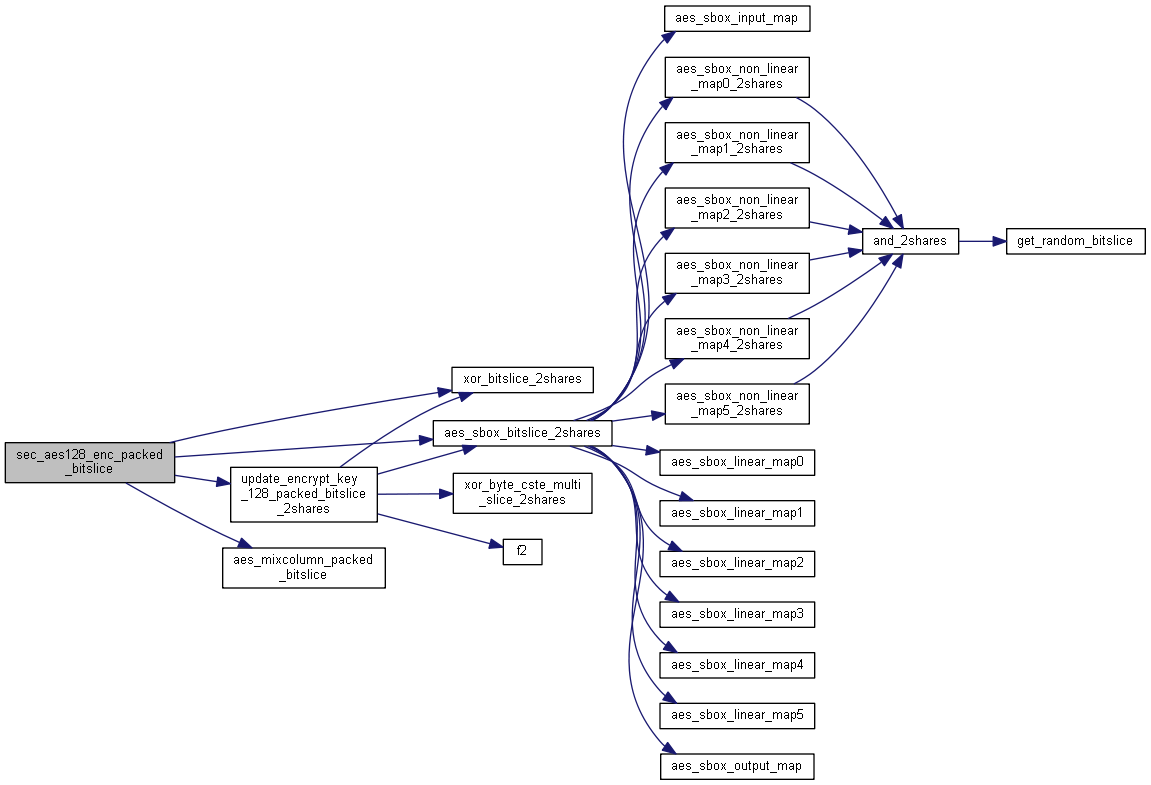 aes_sbox_input_map
aes_sbox_non_linear
_map0_2shares
aes_sbox_non_linear
_map1_2shares
aes_sbox_non_linear
_map2_2shares
and_2shares
get_random_bitslice
aes_sbox_non_linear
_map3_2shares
aes_sbox_non_linear
_map4_2shares
xor_bitslice_2shares
aes_sbox_non_linear
_map5_2shares
aes_sbox_bitslice_2shares
sec_aes128_enc_packed
_bitslice
aes_sbox_linear_map0
update_encrypt_key
_128_packed_bitslice
_2shares
xor_byte_cste_multi
_slice_2shares
aes_sbox_linear_map1
f2
aes_mixcolumn_packed
_bitslice
aes_sbox_linear_map2
aes_sbox_linear_map3
aes_sbox_linear_map4
aes_sbox_linear_map5
aes_sbox_output_map